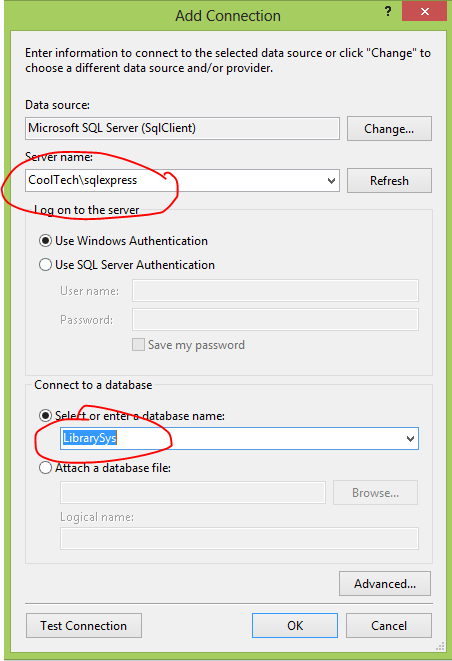 Add Connection
?
Enter information to connect to the selected data source or click "Change" to
choose a different data source and/or provider.
Data source:
Microsoft SQL Server (SqlClient)
Change...
Server name:
CoolTech\sqlexpress
Refresh
Log on to the server
Use Windows Authentication
Use SQL Server Authentication
User name:
Password:
Save my password
Connect to a database
Select or enter a database name:
LibrarySys
Attach a database file:
Browse...
Logical name:
Advanced...
Test Connection
OK
Cancel